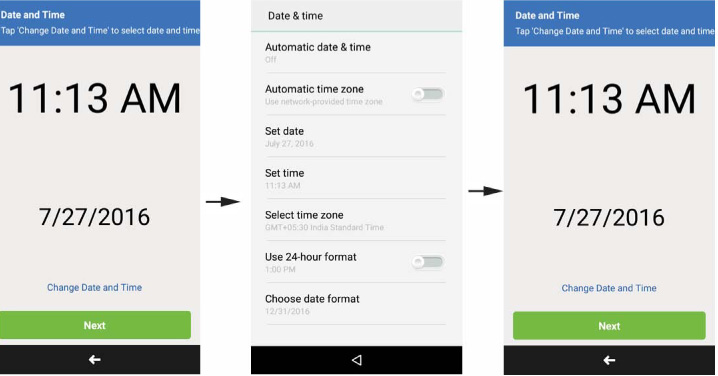 Date and Time
Tap 'Change Date and Time' to select date and time
11:13 AM
7/27/2016
Change Date and Time
Next
Date & time
Automatic date & time
Off
Automatic time zone
Use network-provided time zone
Set date
July 27, 2016
Set time
11:13 AM
Select time zone
GMT+05:30 India Standard Time
Use 24-hour format
1:00 PM
Choose date format
12/31/2016
Date and Time
Tap 'Change Date and Time' to select date and time
11:13 AM
7/27/2016
Change Date and Time
Next